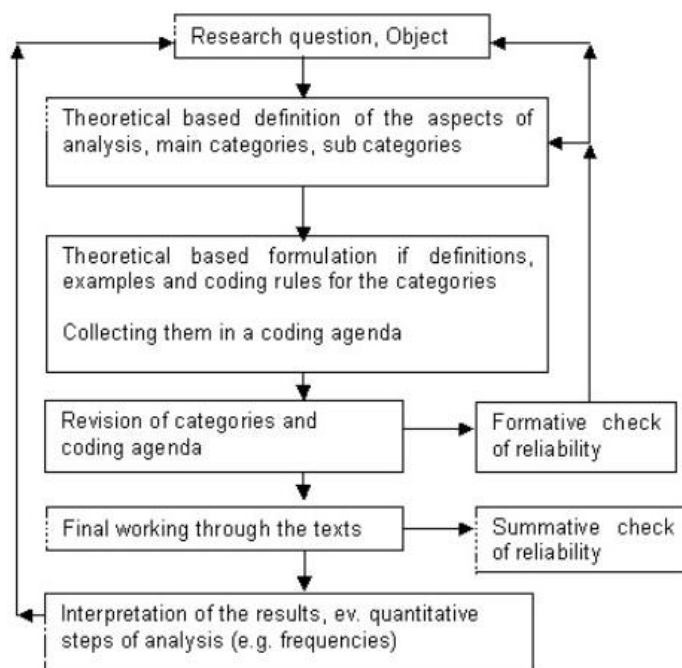 Research question, Object
Theoretical based definition of the aspects of
analysis, main categories, sub categories
Theoretical based formulation if definitions,
examples and coding rules for the categories
Collecting them in a coding agenda
Revision of categories and
coding agenda
Formative check
of reliability
Final working through the texts
Summative check
of reliability
Interpretation of the results, ev. quantitative
steps of analysis (e.g. frequencies)